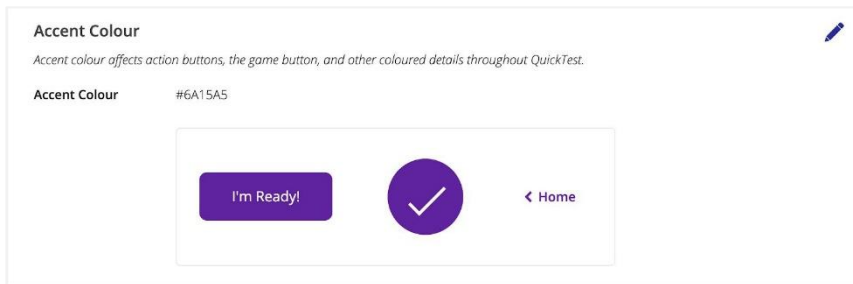 Accent Colour
Accent colour affects action buttons, the game button, and other coloured details throughout QuickTest.
Accent Colour #6A15A5
I'm Ready! Home